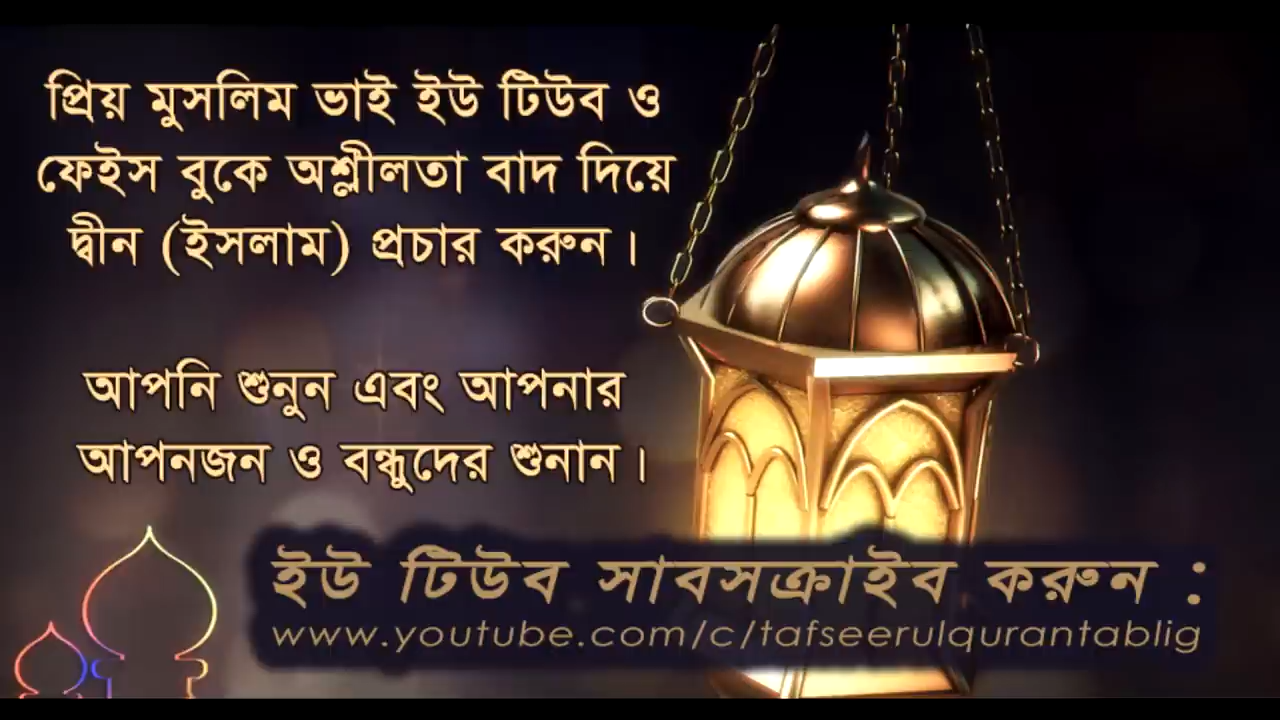 প্রিয় মুসলিম ভাই ইউ টিউব ও
ফেইস বুকে অশ্লীলতা বাদ দিয়ে
দ্বীন (ইসলাম) প্রচার করুন।
আপনি শুনুন এবং আপনার
আপনজন ও বন্ধুদের শুনান।
ইউ টিউব সাবসক্রাইব করুন :
www.youtube.com/c/tafseerulqurantablig